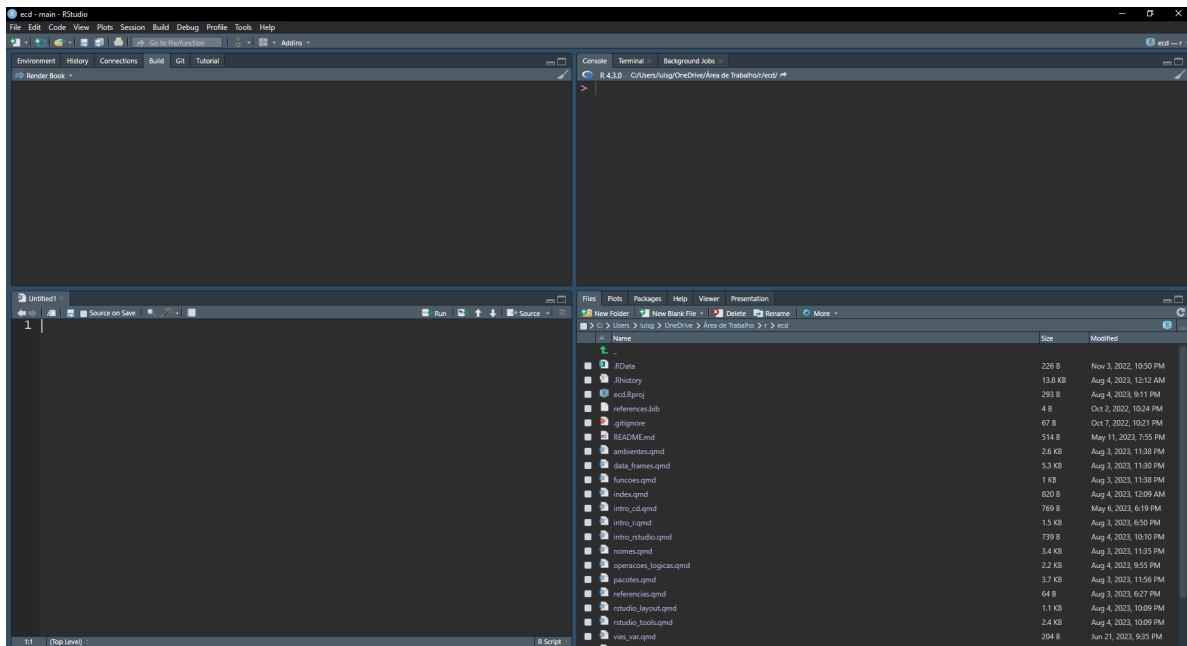 ecd - main - RStudio
File Edit Code View Plots Session Build Debug Profile Tools Help
Go to file/function Addins ecd — r
Environment History Connections Build Git Tutorial
Render Book
Console Terminal Background Jobs
R 4.3.0 · C:/Users/luisg/OneDrive/Área de Trabalho/r/ecd/
>
Untitled1
Source on Save Run Source
1
1:1 (Top Level) R Script
Files Plots Packages Help Viewer Presentation
New Folder New Blank File Delete Rename More
C: > Users > luisg > OneDrive > Área de Trabalho > r > ecd
Name Size Modified
..
.RData 226 B Nov 3, 2022, 10:50 PM
.Rhistory 13.8 KB Aug 4, 2023, 12:12 AM
ecd.Rproj 293 B Aug 4, 2023, 9:11 PM
references.bib 4 B Oct 2, 2022, 10:24 PM
.gitignore 67 B Oct 7, 2022, 10:21 PM
README.md 514 B May 11, 2023, 7:55 PM
ambientes.qmd 2.6 KB Aug 3, 2023, 11:38 PM
data_frames.qmd 5.3 KB Aug 3, 2023, 11:30 PM
funcoes.qmd 1 KB Aug 3, 2023, 11:38 PM
index.qmd 820 B Aug 4, 2023, 12:09 AM
intro_cd.qmd 769 B May 6, 2023, 6:19 PM
intro_r.qmd 1.5 KB Aug 3, 2023, 6:50 PM
intro_rstudio.qmd 739 B Aug 4, 2023, 10:10 PM
nomes.qmd 3.4 KB Aug 3, 2023, 11:35 PM
operacoes_logicas.qmd 2.2 KB Aug 4, 2023, 9:55 PM
pacotes.qmd 3.7 KB Aug 3, 2023, 11:56 PM
referencias.qmd 64 B Aug 3, 2023, 6:27 PM
rstudio_layout.qmd 1.1 KB Aug 4, 2023, 10:09 PM
rstudio_tools.qmd 2.4 KB Aug 4, 2023, 10:09 PM
vies_var.qmd 204 B Jun 21, 2023, 9:35 PM